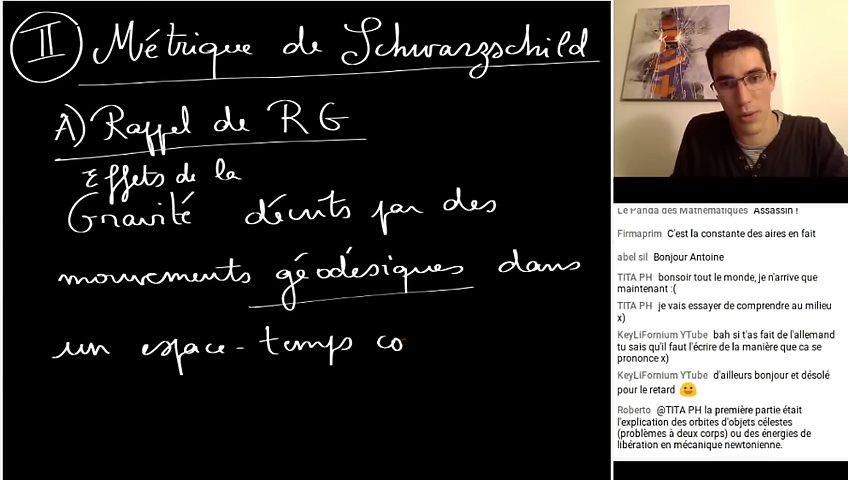 II Métrique de Schwarzschild
A) Rappel de RG
Effets de la
Gravité décrits par des
mouvements géodésiques dans
un espace-temps co
Le Panda des Mathématiques Assassin !
Firmaprim C'est la constante des aires en fait
abel sil Bonjour Antoine
TITA PH bonsoir tout le monde, je n'arrive que
maintenant :(
TITA PH je vais essayer de comprendre au milieu
x)
KeyLiFornium YTube bah si t'as fait de l'allemand
tu sais qu'il faut l'écrire de la manière que ca se
prononce x)
KeyLiFornium YTube d'ailleurs bonjour et désolé
pour le retard
Roberto @TITA PH la première partie était
l'explication des orbites d'objets célestes
(problèmes à deux corps) ou des énergies de
libération en mécanique newtonienne.